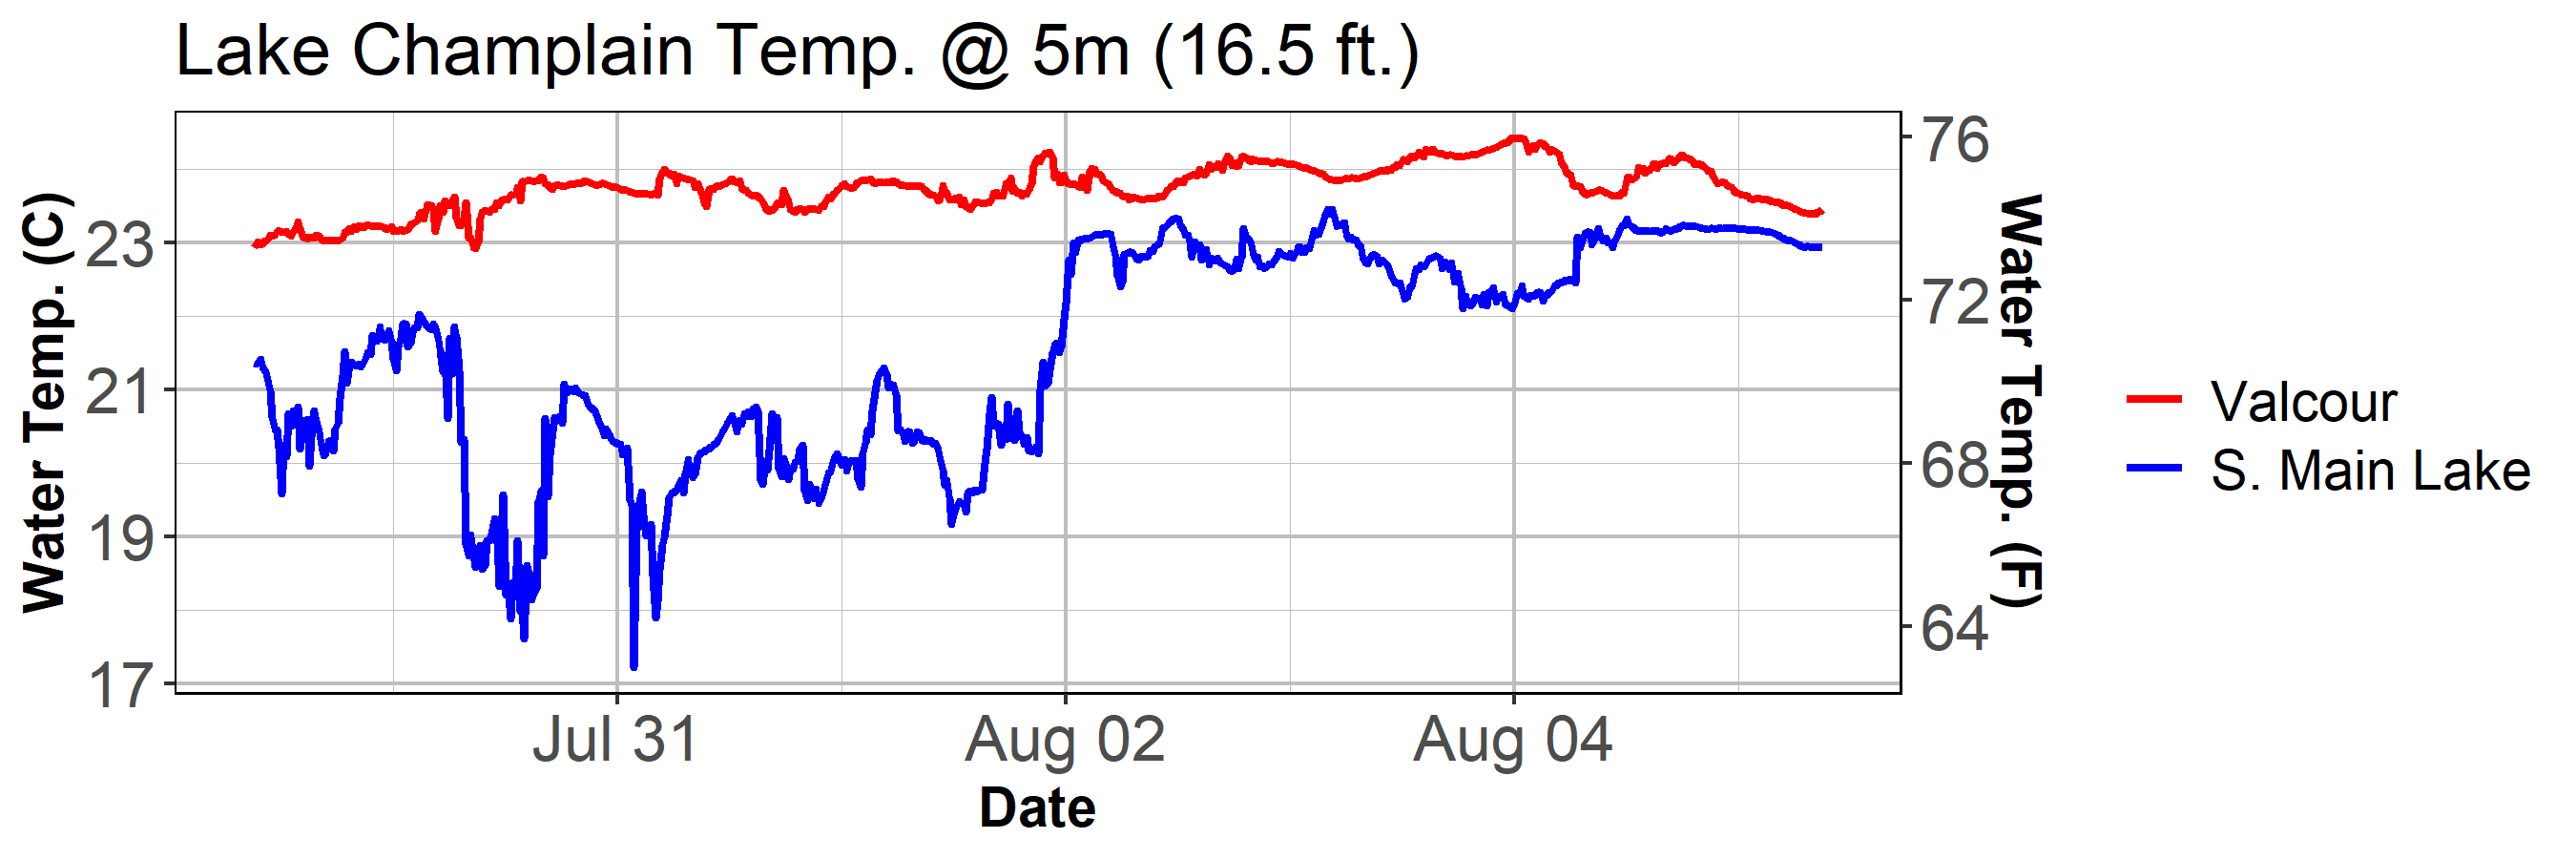 Lake Champlain Temp. @ 5m (16.5 ft.)
Water Temp. (C)
23
21
19
17
76
72
68
64
Water Temp. (F)
Jul 31
Aug 02
Aug 04
Date
Valcour
S. Main Lake